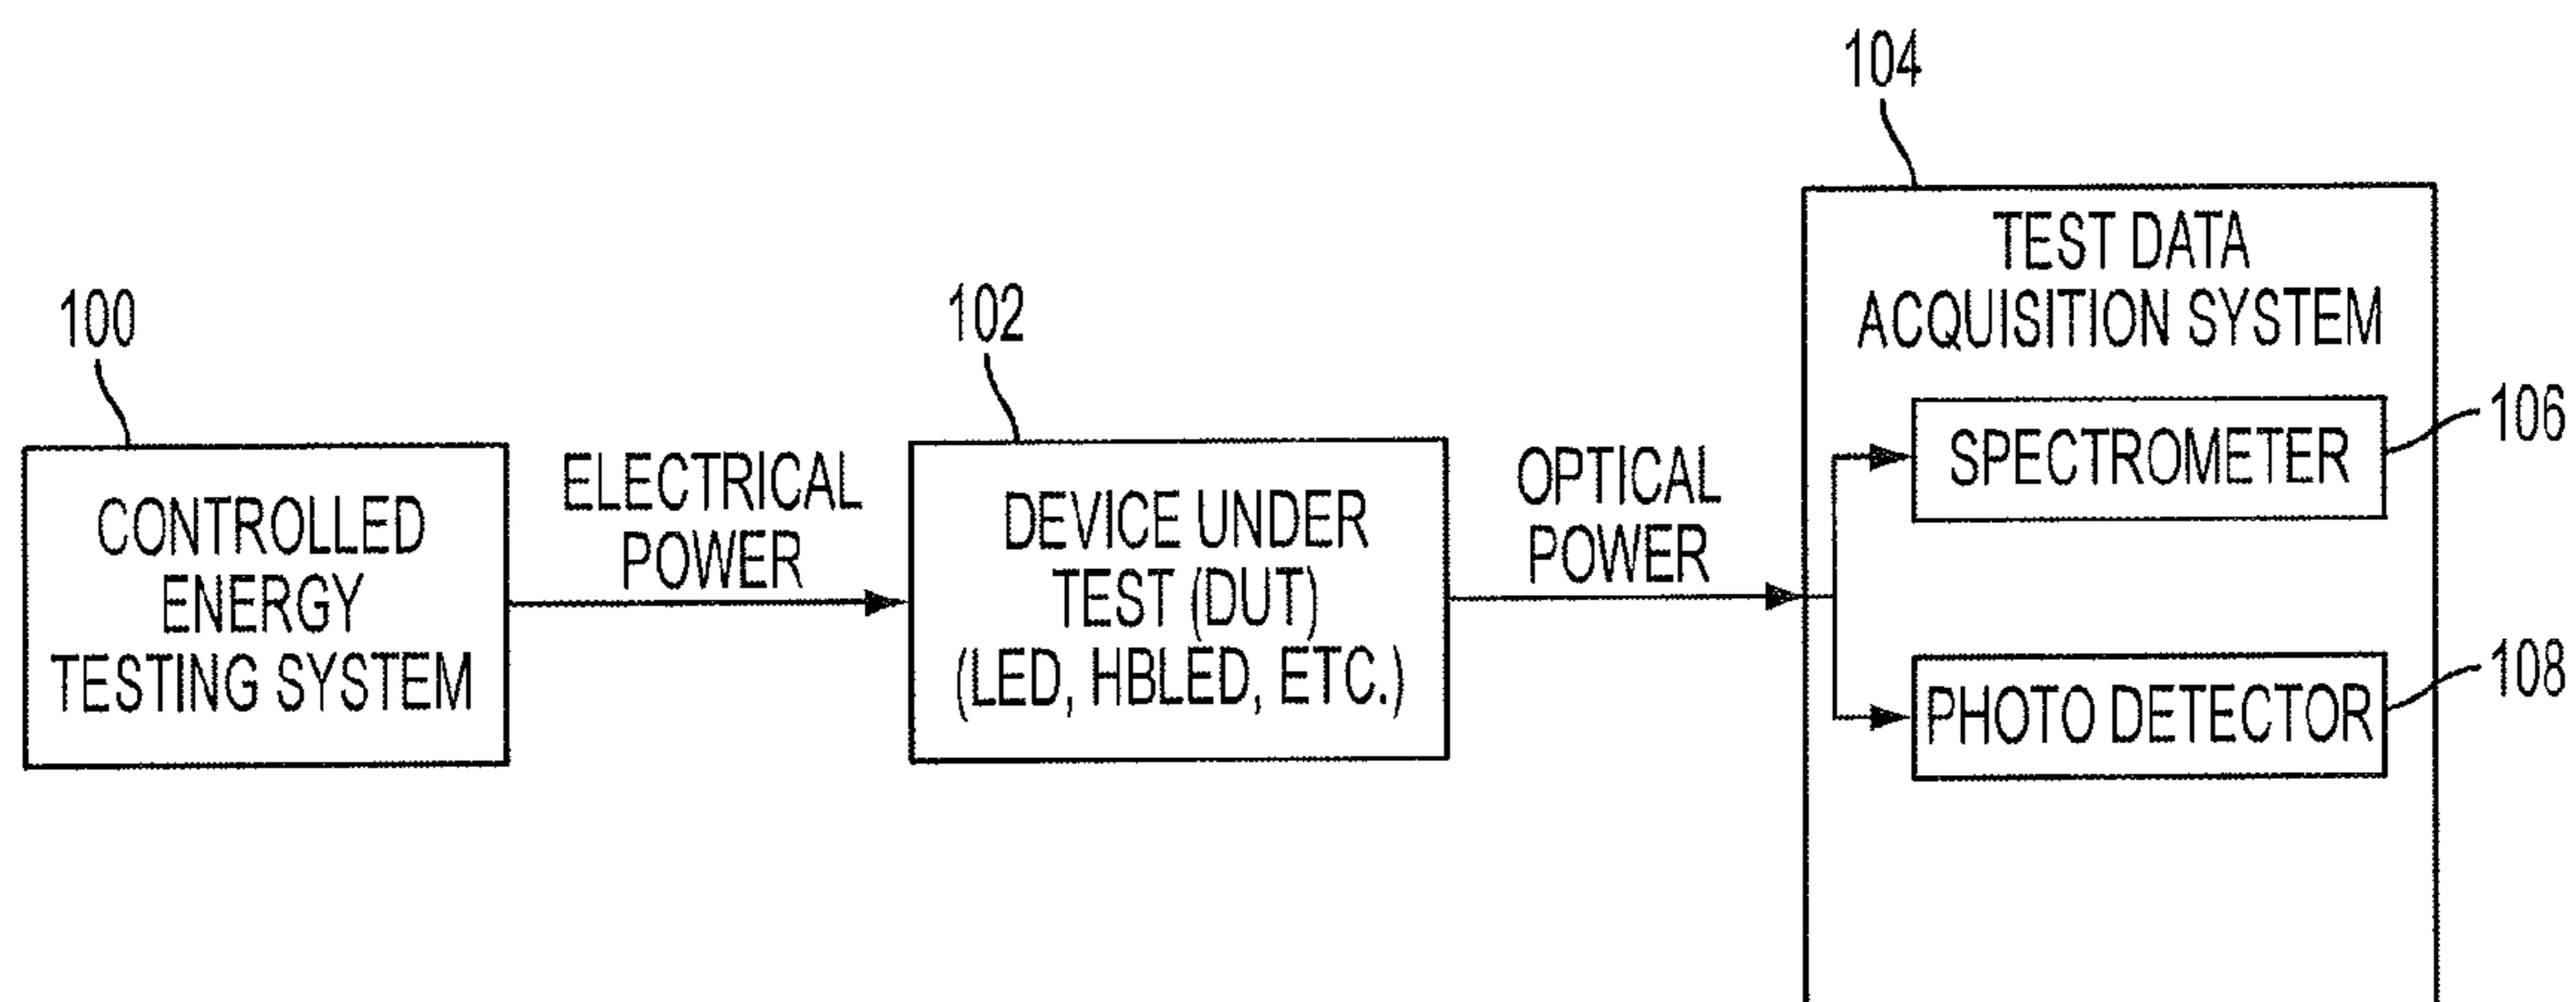 100
CONTROLLED
ENERGY
TESTING SYSTEM
ELECTRICAL
POWER
102
DEVICE UNDER
TEST (DUT)
(LED, HBLED, ETC.)
OPTICAL
POWER
104
TEST DATA
ACQUISITION SYSTEM
SPECTROMETER
106
PHOTO DETECTOR
108